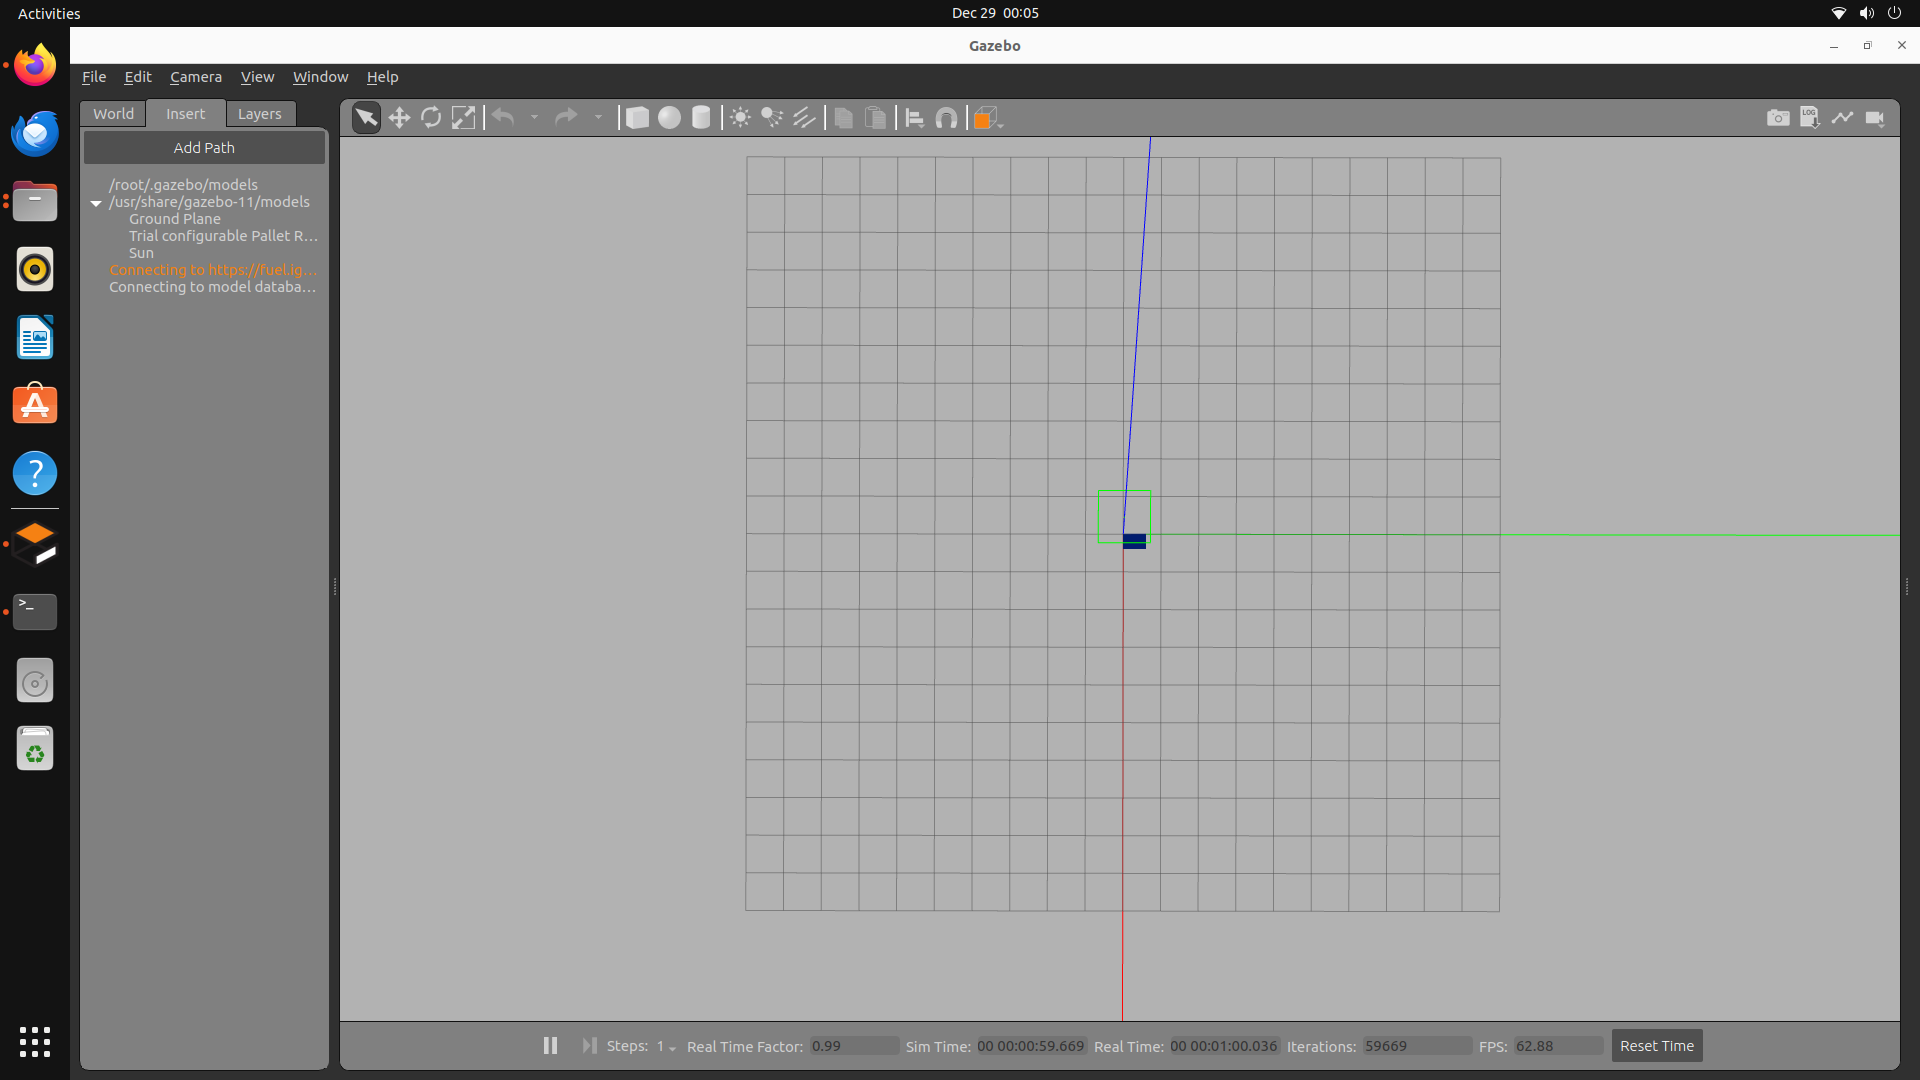 Activities
Dec 29 00:05
Gazebo
File Edit Camera View Window Help
World Insert Layers
Add Path
/root/.gazebo/models
/usr/share/gazebo-11/models
Ground Plane
Trial configurable Pallet R...
Sun
Connecting to https://fuel.ig...
Connecting to model databa...
LOG
>_
?
Steps: 1 Real Time Factor: 0.99 Sim Time: 00 00:00:59.669 Real Time: 00 00:01:00.036 Iterations: 59669 FPS: 62.88 Reset Time